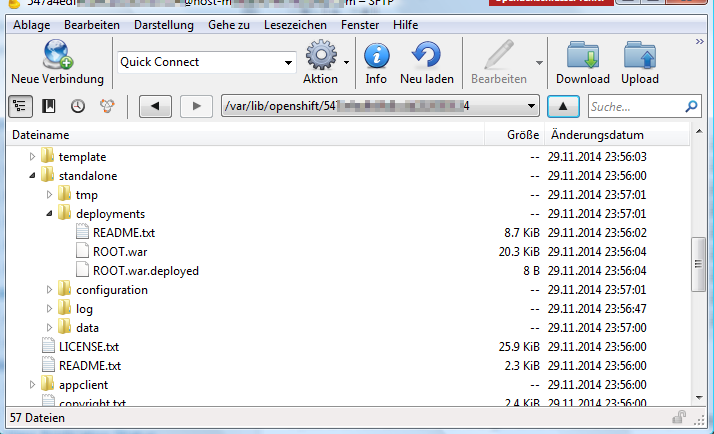 – SFTP
Ablage Bearbeiten Darstellung Gehe zu Lesezeichen Fenster Hilfe
Neue Verbindung Quick Connect Aktion Info Neu laden Bearbeiten Download Upload
/var/lib/openshift/54 4 Suche...
Dateiname Größe Änderungsdatum
template -- 29.11.2014 23:56:03
standalone -- 29.11.2014 23:56:00
tmp -- 29.11.2014 23:57:01
deployments -- 29.11.2014 23:57:01
README.txt 8.7 KiB 29.11.2014 23:56:02
ROOT.war 20.3 KiB 29.11.2014 23:56:04
ROOT.war.deployed 8 B 29.11.2014 23:56:04
configuration -- 29.11.2014 23:57:01
log -- 29.11.2014 23:56:47
data -- 29.11.2014 23:57:00
LICENSE.txt 25.9 KiB 29.11.2014 23:56:00
README.txt 2.3 KiB 29.11.2014 23:56:00
appclient -- 29.11.2014 23:56:00
copyright.txt 2.4 KiB 29.11.2014 23:56:00
57 Dateien